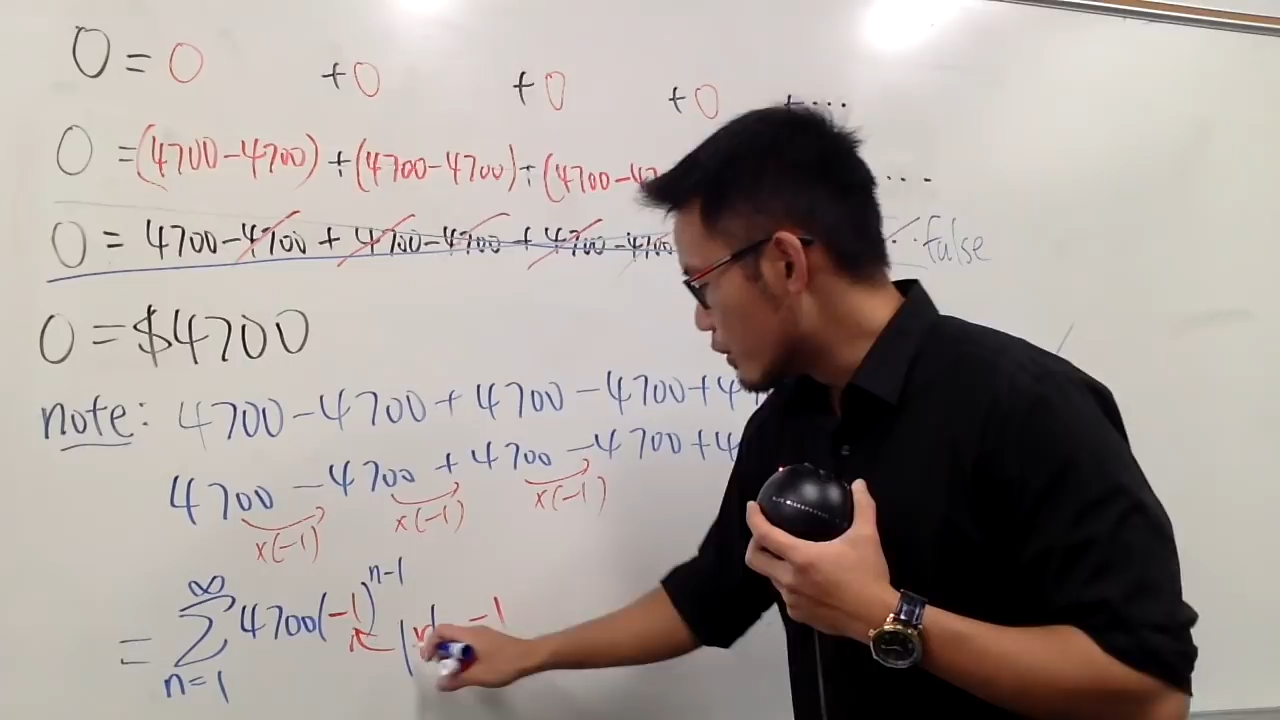 0 = 0 +0 +0 +0 + ...
0 = (4700-4700) + (4700-4700) + (4700-47 ...
0 = 4700 - 4700 + 4700 - 4700 + 4700 - 4700 .. false
0 = $4700
note: 4700 - 4700 + 4700 - 4700 + 4
4700 - 4700 + 4700 - 4700 + 4
x(-1) x(-1) x(-1)
= ∞ Σ n=1 4700(-1)^n-1 |r| -1